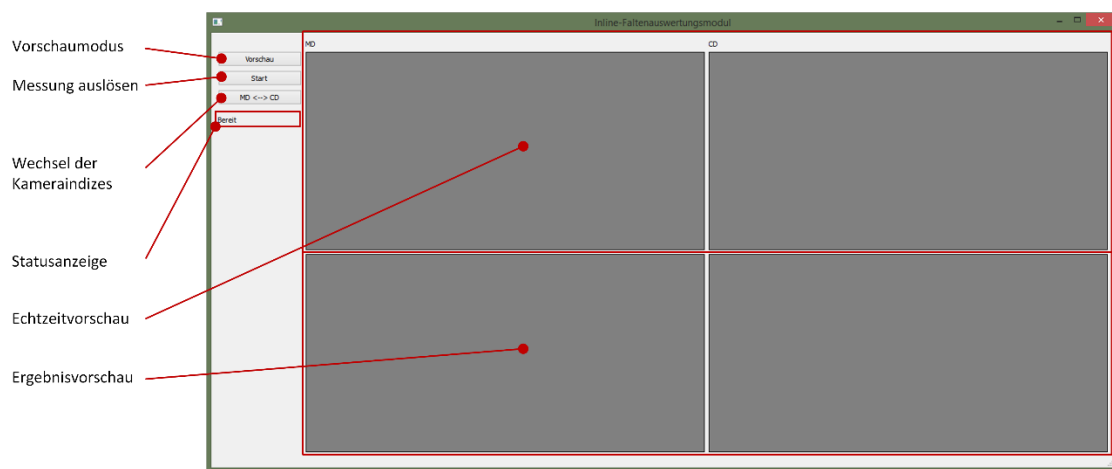 Inline-Faltenauswertungsmodul
MD
CD
Vorschaumodus
Vorschau
Messung auslösen
Start
MD <--> CD
Bereit
Wechsel der
Kameraindizes
Statusanzeige
Echtzeitvorschau
Ergebnisvorschau